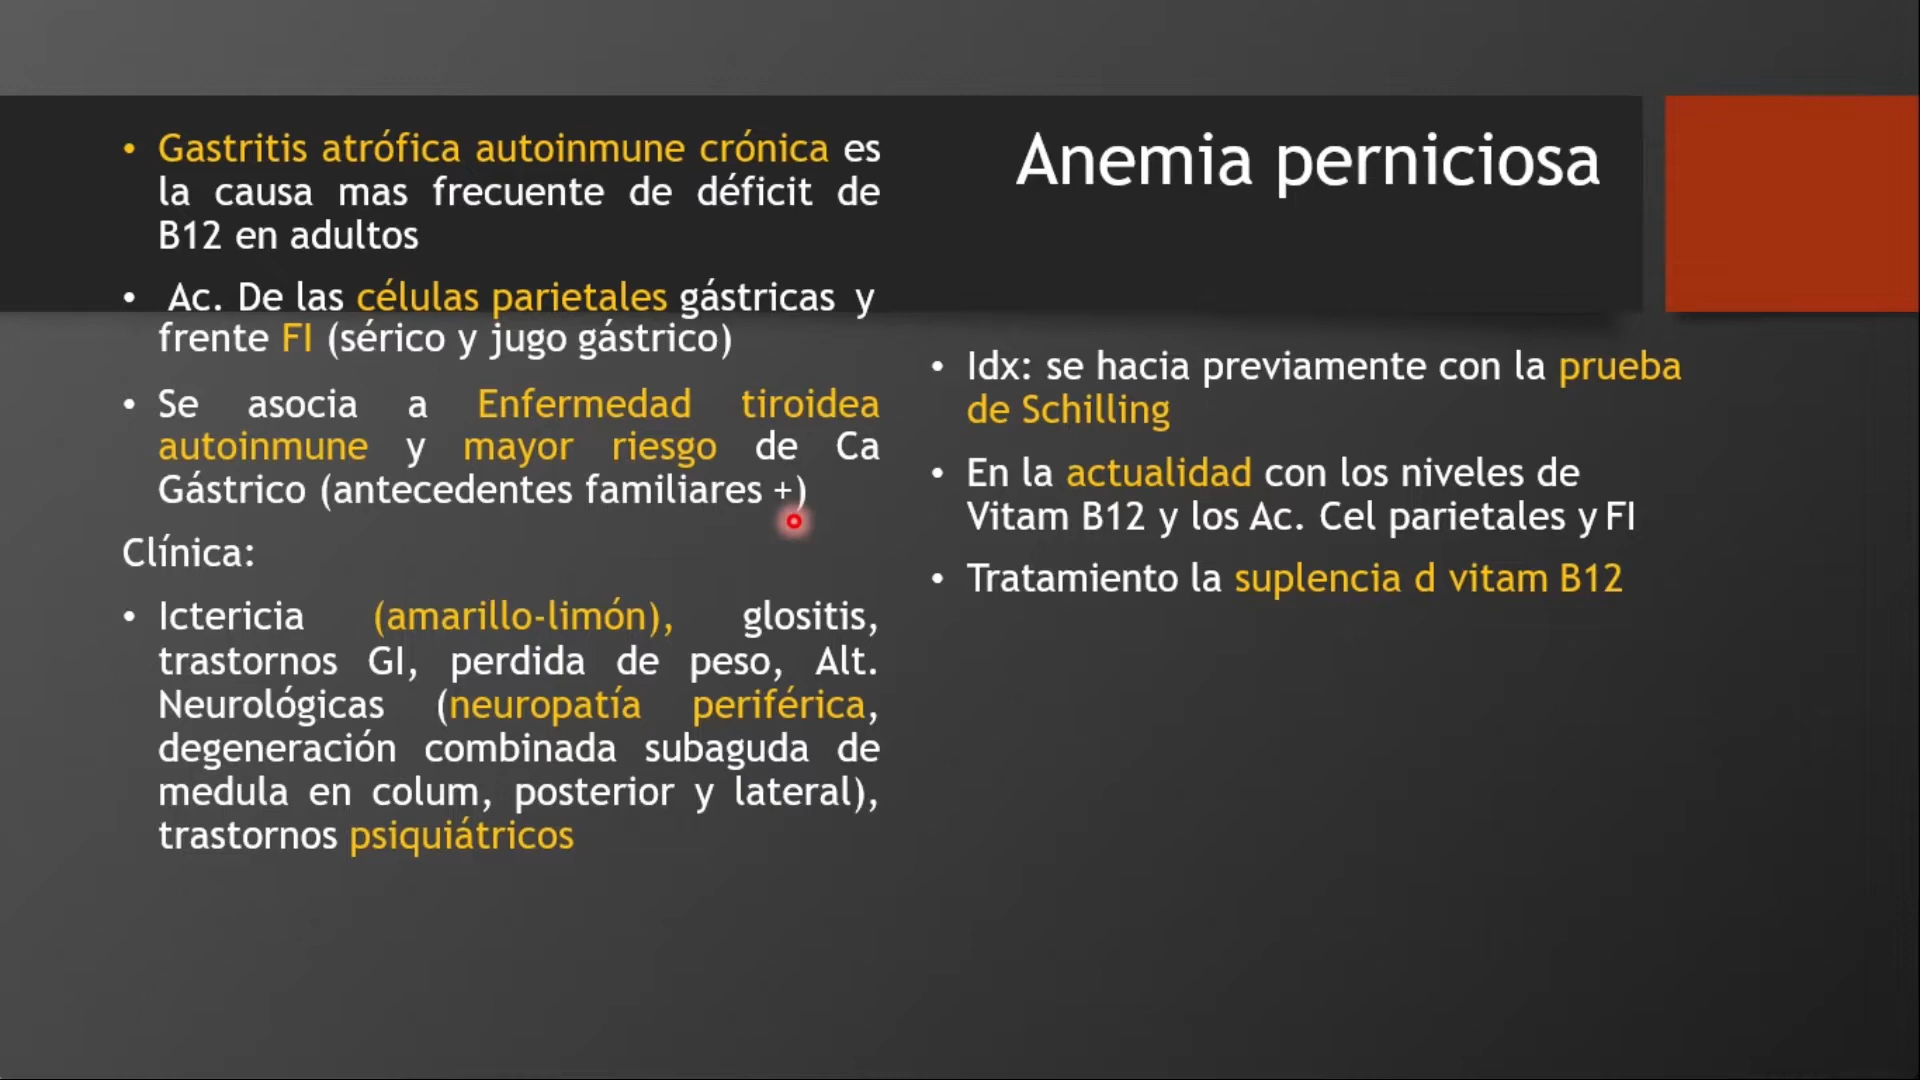 Anemia perniciosa
• Gastritis atrófica autoinmune crónica es
la causa mas frecuente de déficit de
B12 en adultos
• Ac. De las células parietales gástricas y
frente FI (sérico y jugo gástrico)
• Se asocia a Enfermedad tiroidea
autoinmune y mayor riesgo de Ca
Gástrico (antecedentes familiares +)
Clínica:
• Ictericia (amarillo-limón), glositis,
trastornos GI, perdida de peso, Alt.
Neurológicas (neuropatía periférica,
degeneración combinada subaguda de
medula en colum, posterior y lateral),
trastornos psiquiátricos
• Idx: se hacia previamente con la prueba
de Schilling
• En la actualidad con los niveles de
Vitam B12 y los Ac. Cel parietales y FI
• Tratamiento la suplencia d vitam B12